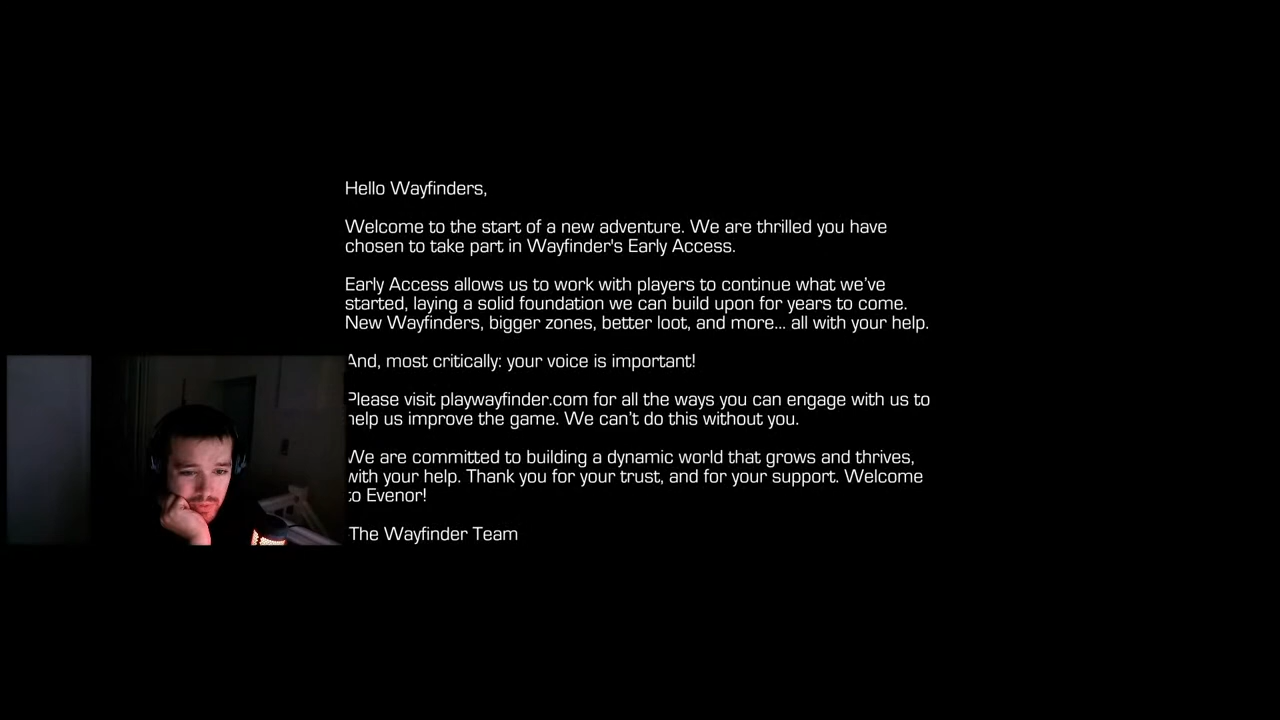 Hello Wayfinders,
Welcome to the start of a new adventure. We are thrilled you have
chosen to take part in Wayfinder's Early Access.
Early Access allows us to work with players to continue what we've
started, laying a solid foundation we can build upon for years to come.
New Wayfinders, bigger zones, better loot, and more... all with your help.
And, most critically: your voice is important!
Please visit playwayfinder.com for all the ways you can engage with us to
help us improve the game. We can't do this without you.
We are committed to building a dynamic world that grows and thrives,
with your help. Thank you for your trust, and for your support. Welcome
to Evenor!
The Wayfinder Team